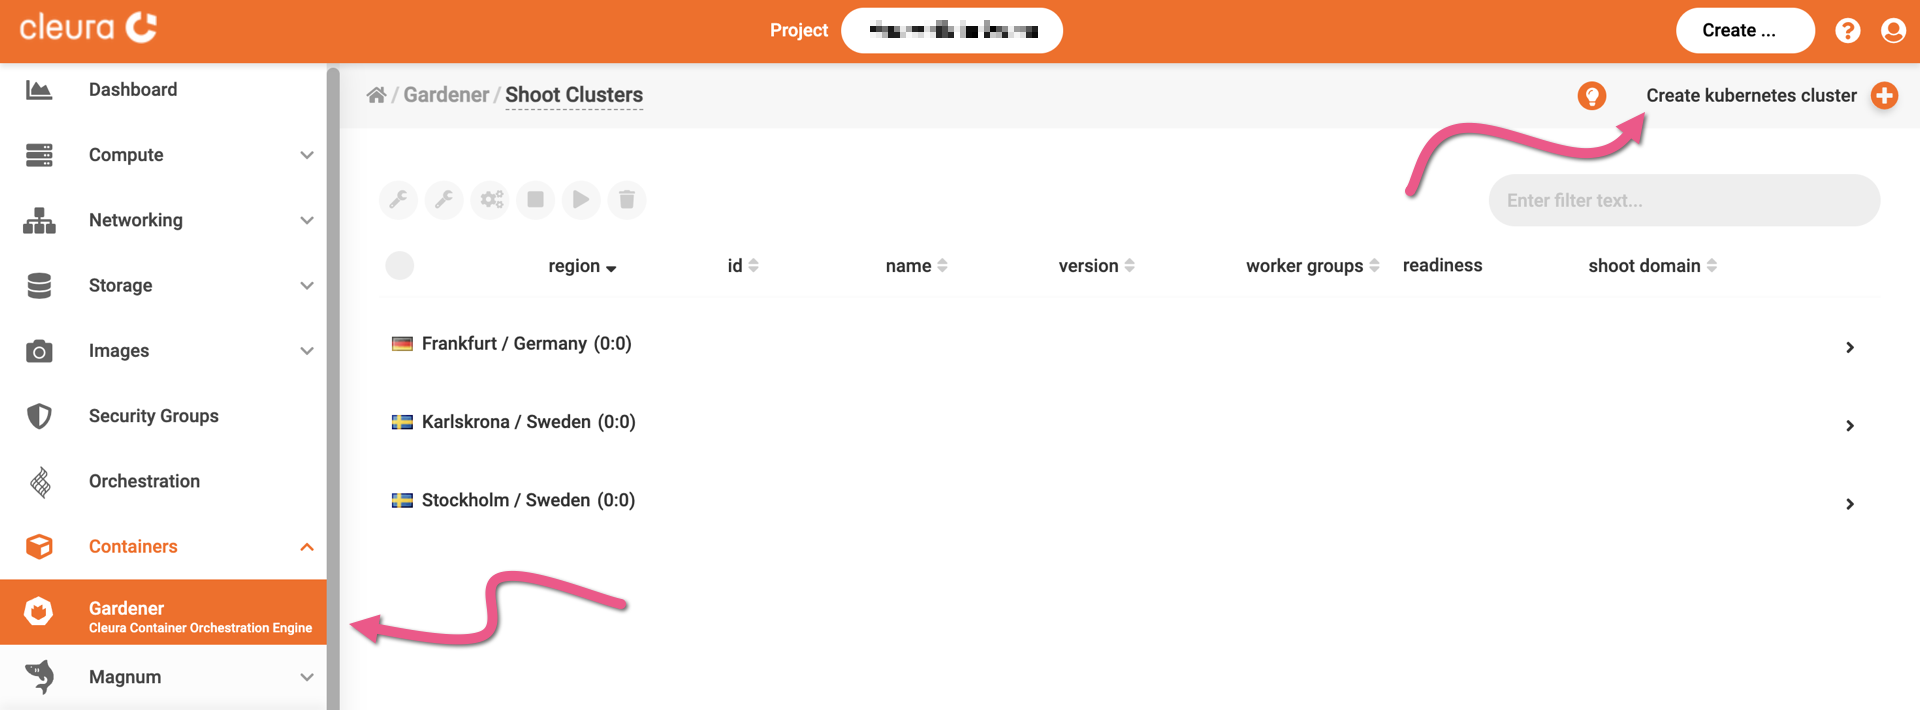 cleura
Project
Create ...
Dashboard
Compute
Networking
Storage
Images
Security Groups
Orchestration
Containers
Gardener
Cleura Container Orchestration Engine
Magnum
/ Gardener / Shoot Clusters
Create kubernetes cluster
Enter filter text...
region id name version worker groups readiness shoot domain
Frankfurt / Germany (0:0)
Karlskrona / Sweden (0:0)
Stockholm / Sweden (0:0)